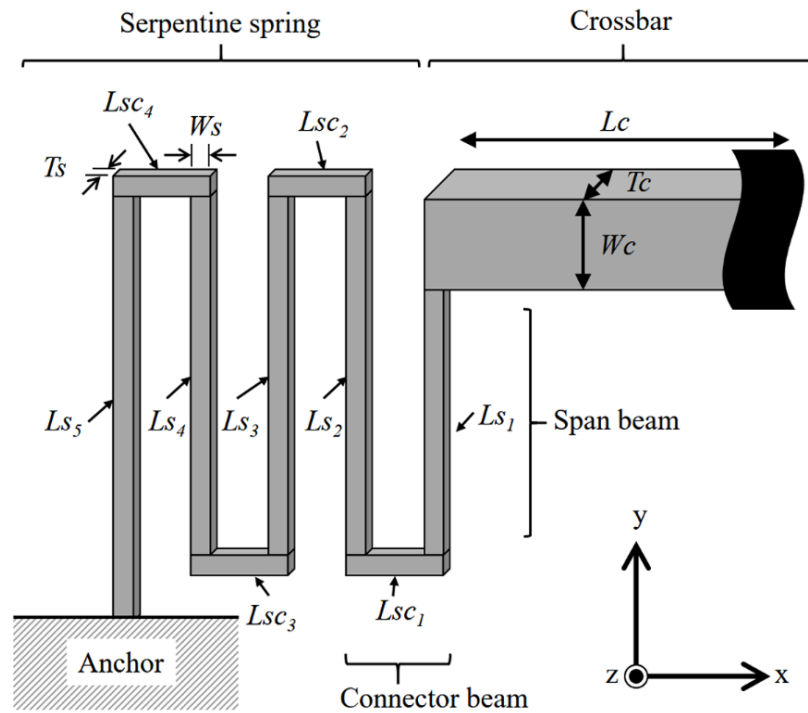 Serpentine spring
Crossbar
Lsc₄
Ws
Lsc₂
Lc
Ts
Tc
Wc
Ls₅
Ls₄
Ls₃
Ls₂
Ls₁
Span beam
Lsc₃
Lsc₁
Anchor
Connector beam
y
z
x